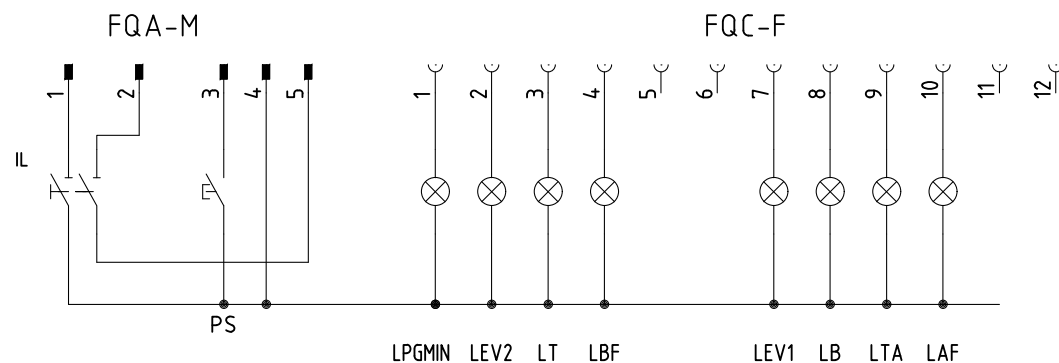 FQA-M FQC-F
1 2 3 4 5 1 2 3 4 5 6 7 8 9 10 11 12
IL
PS
LPGMIN LEV2 LT LBF LEV1 LB LTA LAF